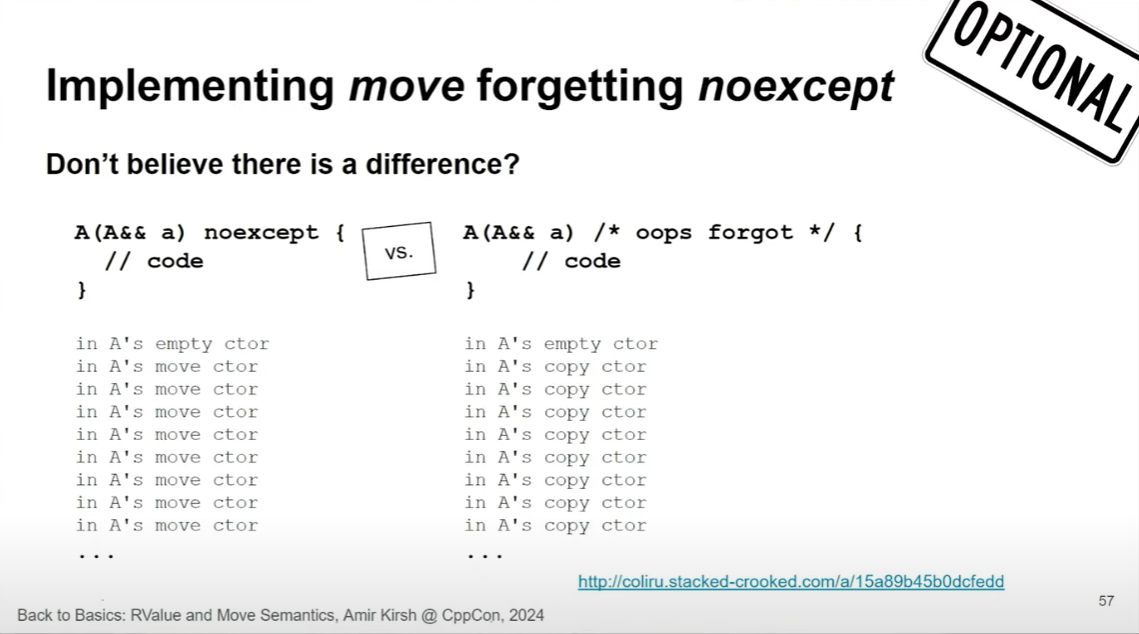 OPTIONAL
Implementing move forgetting noexcept
Don't believe there is a difference?
A(A&& a) noexcept {
// code
}
vs.
A(A&& a) /* oops forgot */ {
// code
}
in A's empty ctor
in A's move ctor
in A's move ctor
in A's move ctor
in A's move ctor
in A's move ctor
in A's move ctor
in A's move ctor
in A's move ctor
...
in A's empty ctor
in A's copy ctor
in A's copy ctor
in A's copy ctor
in A's copy ctor
in A's copy ctor
in A's copy ctor
in A's copy ctor
in A's copy ctor
...
http://coliru.stacked-crooked.com/a/15a89b45b0dcfedd
Back to Basics: RValue and Move Semantics, Amir Kirsh @ CppCon, 2024
57